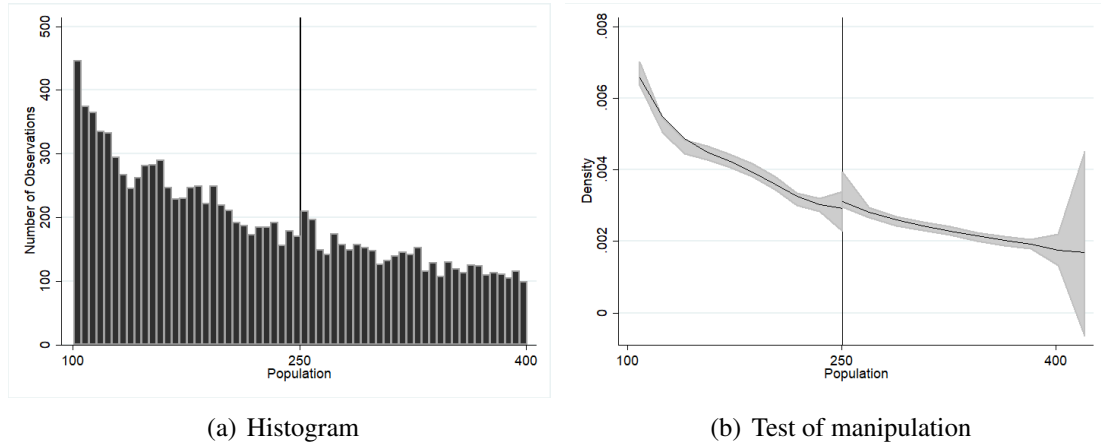 500
400
300
200
100
0
Number of Observations
100
250
400
Population
.008
.006
.004
.002
0
Density
100
250
400
Population
(a) Histogram
(b) Test of manipulation